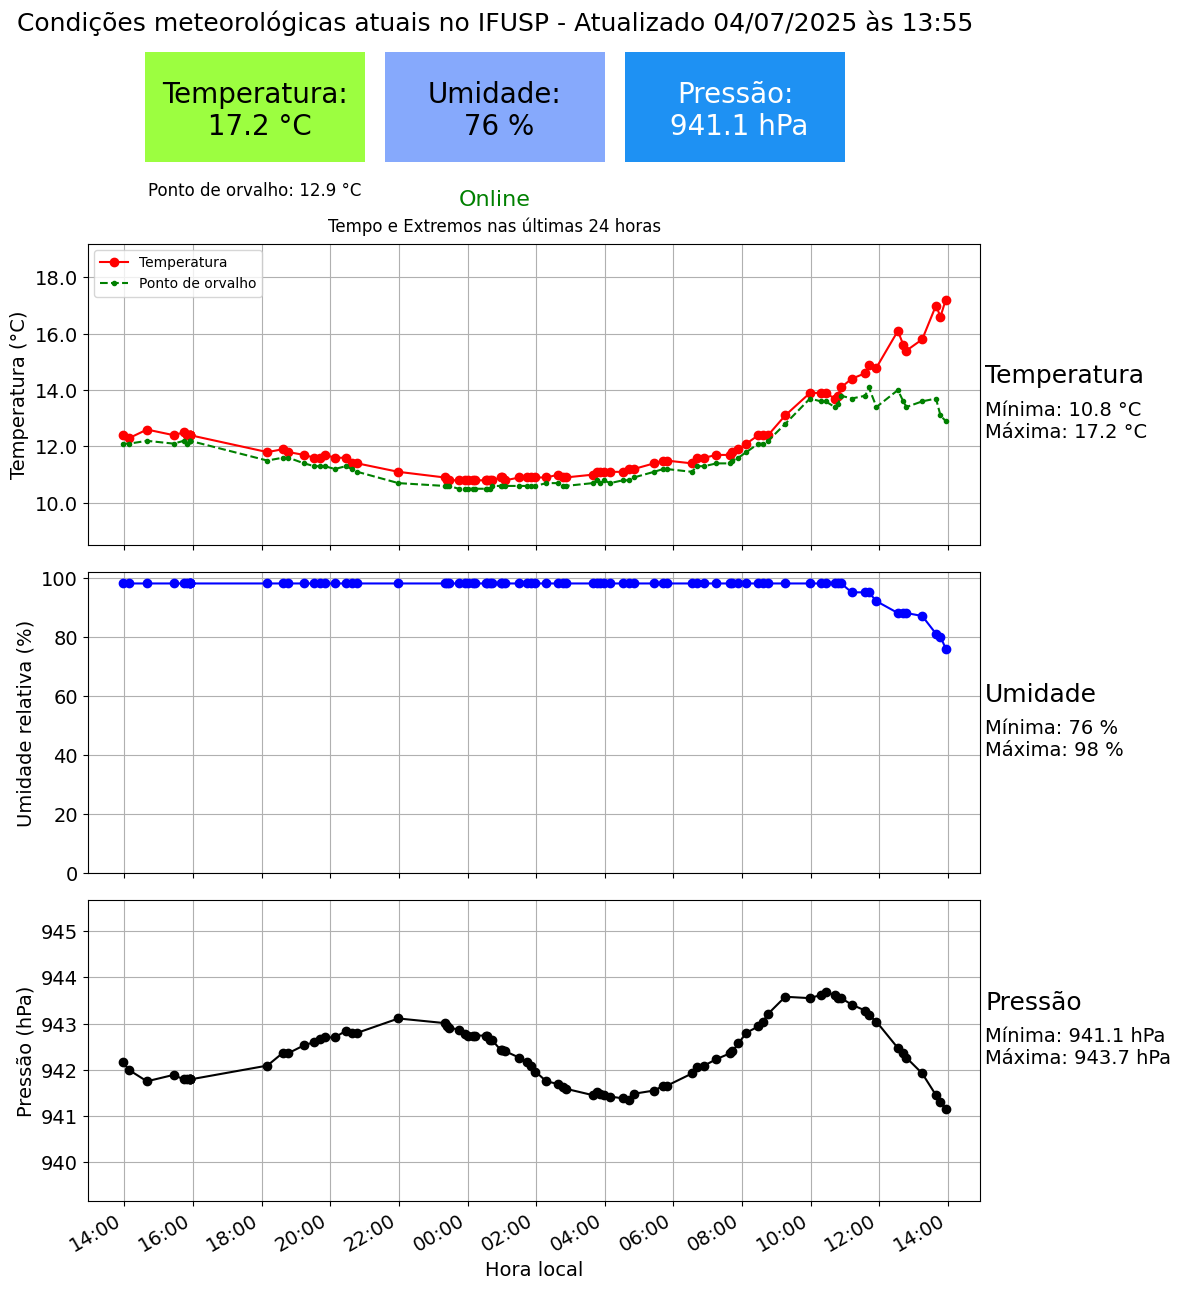 Condições meteorológicas atuais no IFUSP - Atualizado 04/07/2025 às 13:55
Temperatura:
17.2 °C
Umidade:
76 %
Pressão:
941.1 hPa
Ponto de orvalho: 12.9 °C
Online
Tempo e Extremos nas últimas 24 horas
Temperatura
Ponto de orvalho
Temperatura (°C)
18.0
16.0
14.0
12.0
10.0
Temperatura
Mínima: 10.8 °C
Máxima: 17.2 °C
Umidade relativa (%)
100
80
60
40
20
0
Umidade
Mínima: 76 %
Máxima: 98 %
Pressão (hPa)
945
944
943
942
941
940
Pressão
Mínima: 941.1 hPa
Máxima: 943.7 hPa
14:00
16:00
18:00
20:00
22:00
00:00
02:00
04:00
06:00
08:00
10:00
12:00
14:00
Hora local